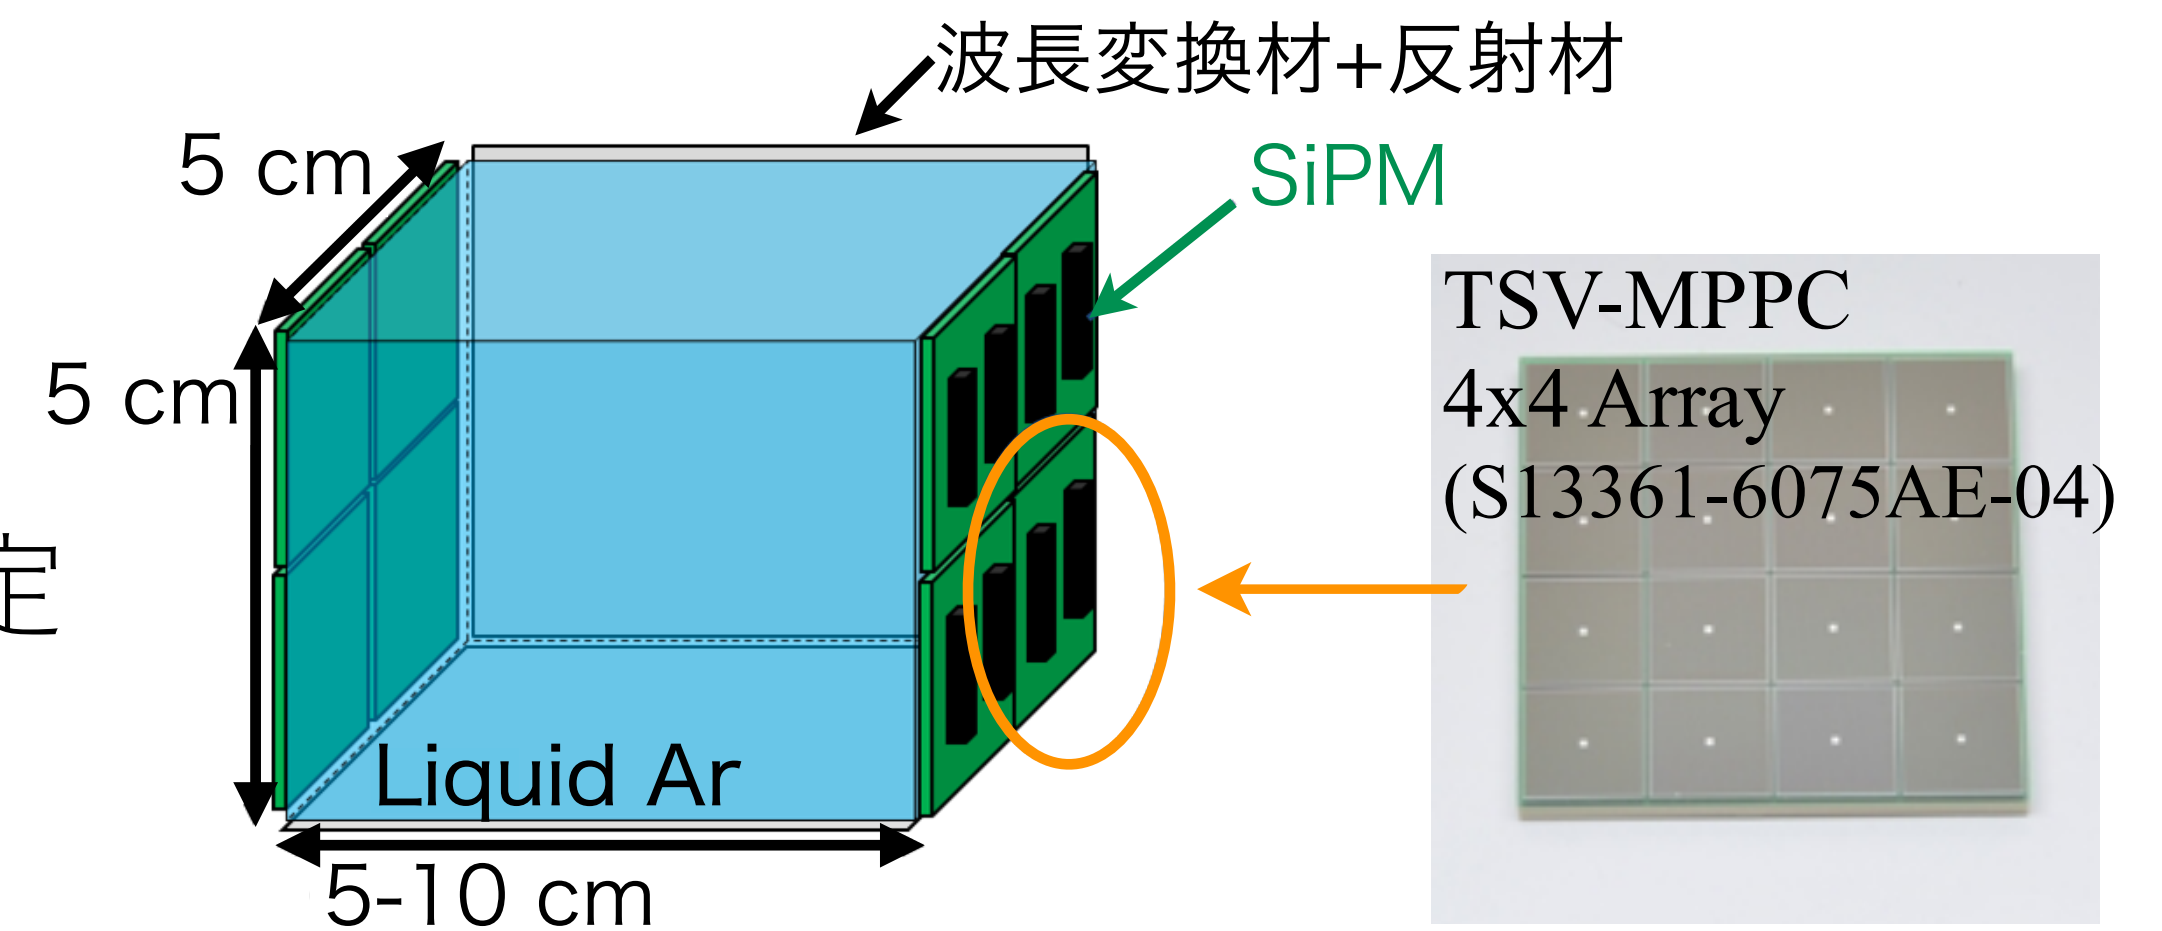 波長変換材+反射材
5 cm
SiPM
TSV-MPPC
5 cm
4x4 Array
(S13361-6075AE-04)
定
Liquid Ar
5-10 cm